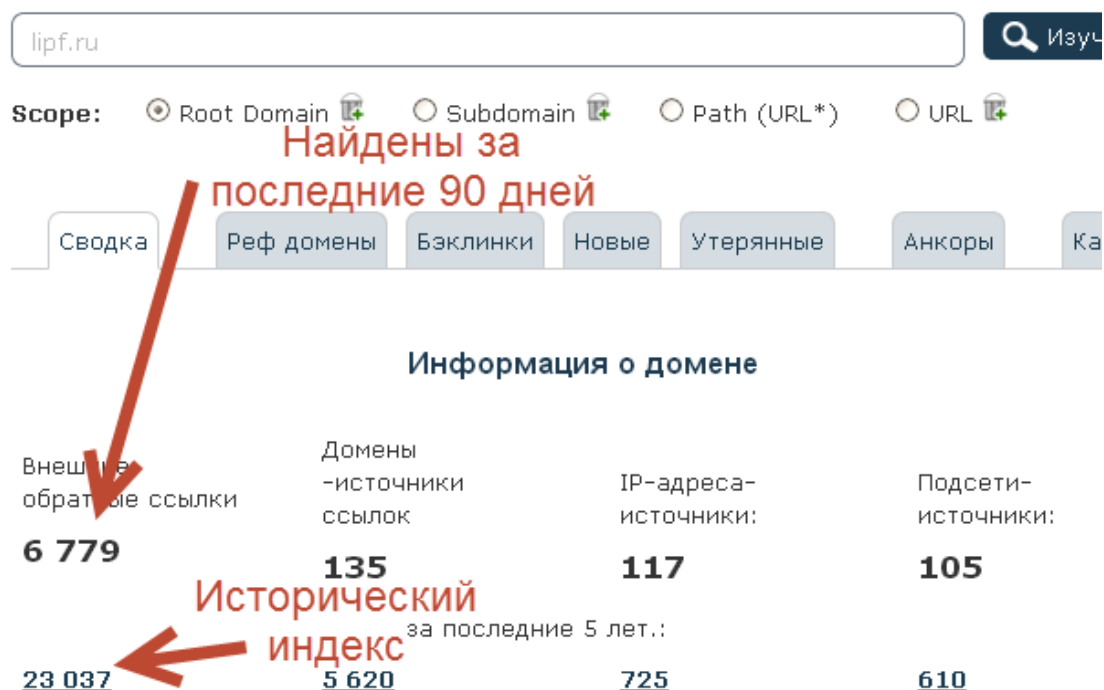 lipf.ru
Изуч
Scope: Root Domain Subdomain Path (URL*) URL
Найдены за
последние 90 дней
Сводка Реф домены Бэклинки Новые Утерянные Анкоры Ка
Информация о домене
Внешние
обратные ссылки
6 779
Домены
-источники
ссылок
135
IP-адреса-
источники:
117
Подсети-
источники:
105
Исторический
индекс
за последние 5 лет.:
23 037 5 620 725 610